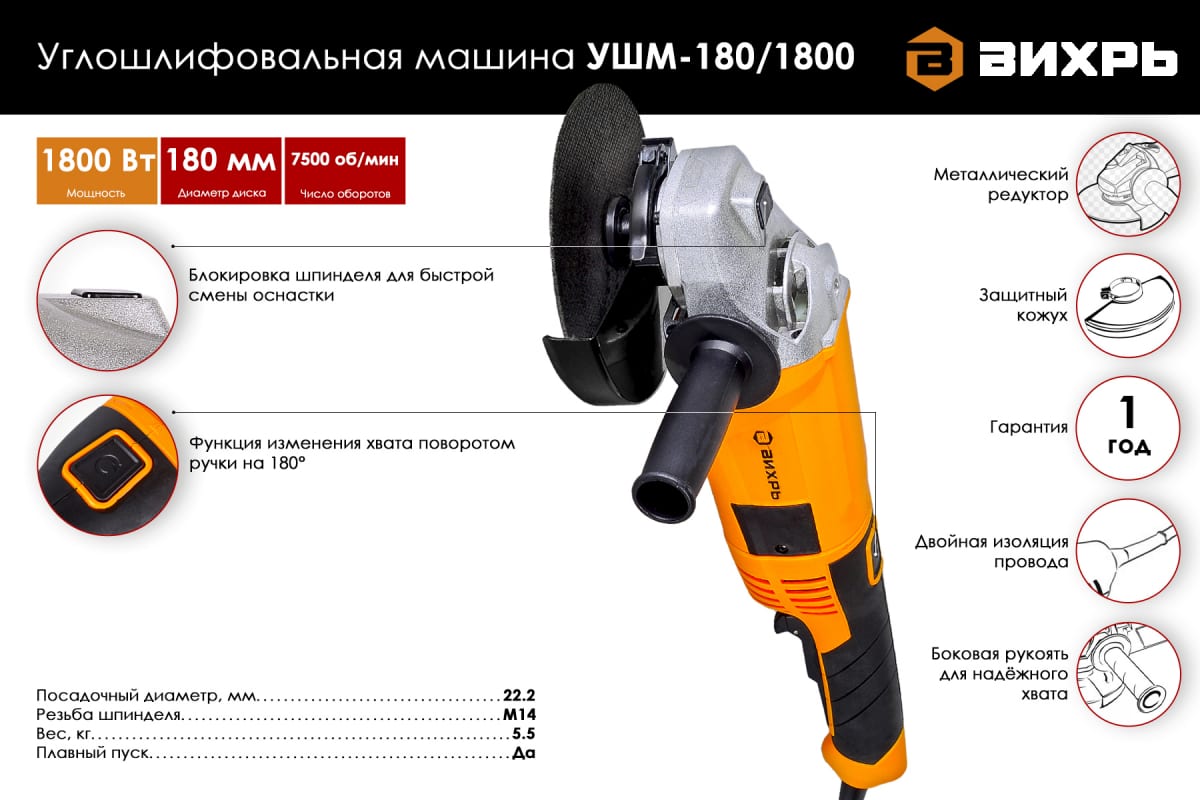 Углошлифовальная машина УШМ-180/1800
ВИХРЬ
1800 Вт
Мощность
180 мм
Диаметр диска
7500 об/мин
Число оборотов
Блокировка шпинделя для быстрой
смены оснастки
Функция изменения хвата поворотом
ручки на 180°
ВИХРЬ
Металлический
редуктор
Защитный
кожух
Гарантия
1
год
Двойная изоляция
провода
Боковая рукоять
для надёжного
хвата
Посадочный диаметр, мм................................22.2
Резьба шпинделя..........................................М14
Вес, кг.......................................................5.5
Плавный пуск...............................................Да